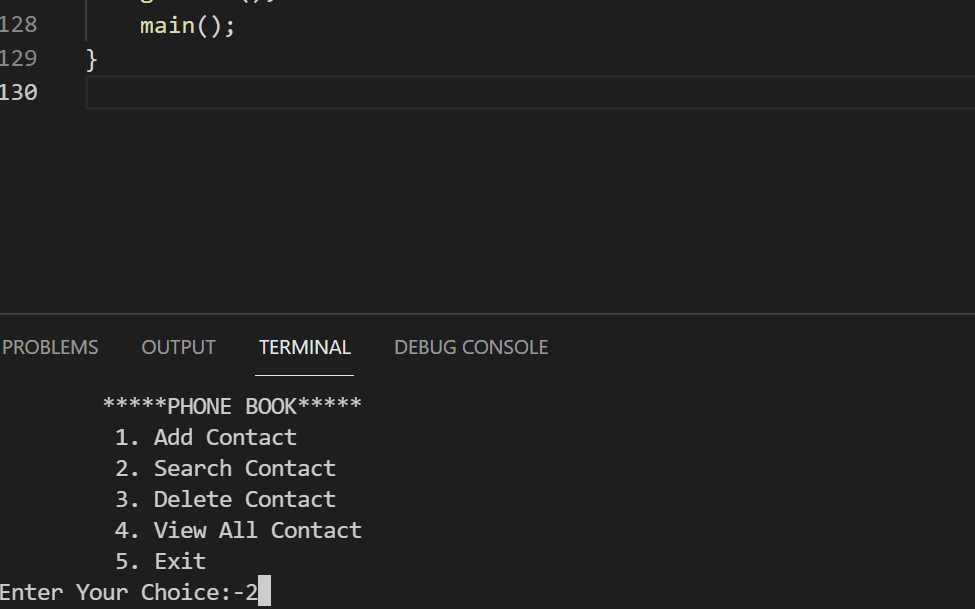 128 main();
129 }
130
PROBLEMS OUTPUT TERMINAL DEBUG CONSOLE
*****PHONE BOOK*****
1. Add Contact
2. Search Contact
3. Delete Contact
4. View All Contact
5. Exit
Enter Your Choice:-2